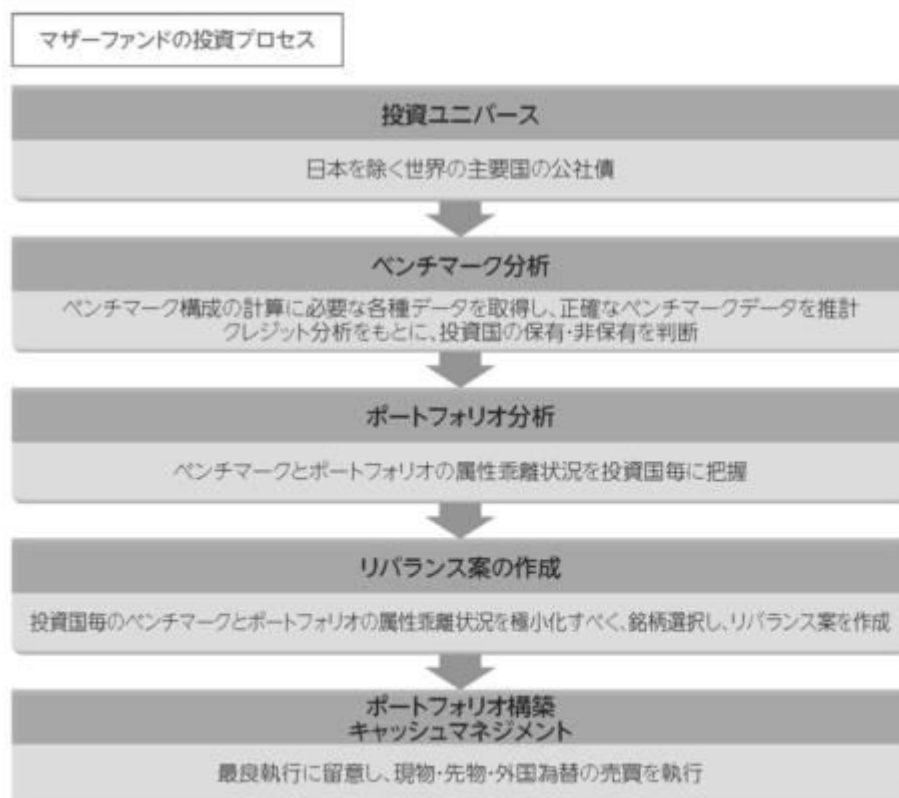 マザーファンドの投資プロセス
投資ユニバース
日本を除く世界の主要国の公社債
ベンチマーク分析
ベンチマーク構成の計算に必要な各種データを取得し、正確なベンチマークデータを推計
クレジット分析をもとに、投資国の保有・非保有を判断
ポートフォリオ分析
ベンチマークとポートフォリオの属性乖離状況を投資国毎に把握
リバランス案の作成
投資国毎のベンチマークとポートフォリオの属性乖離状況を極小化すべく、銘柄選択し、リバランス案を作成
ポートフォリオ構築
キャッシュマネジメント
最良執行に留意し、現物・先物・外国為替の売買を執行